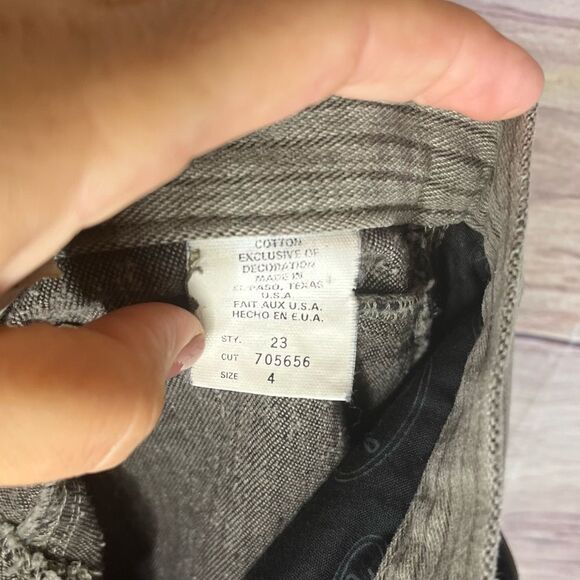 COTTON
EXCLUSIVE OF
DECORATION
MADE IN
EL PASO, TEXAS
U.S.A.
FAIT AUX U.S.A.
HECHO EN E.U.A.
STY. 23
CUT 705656
SIZE 4